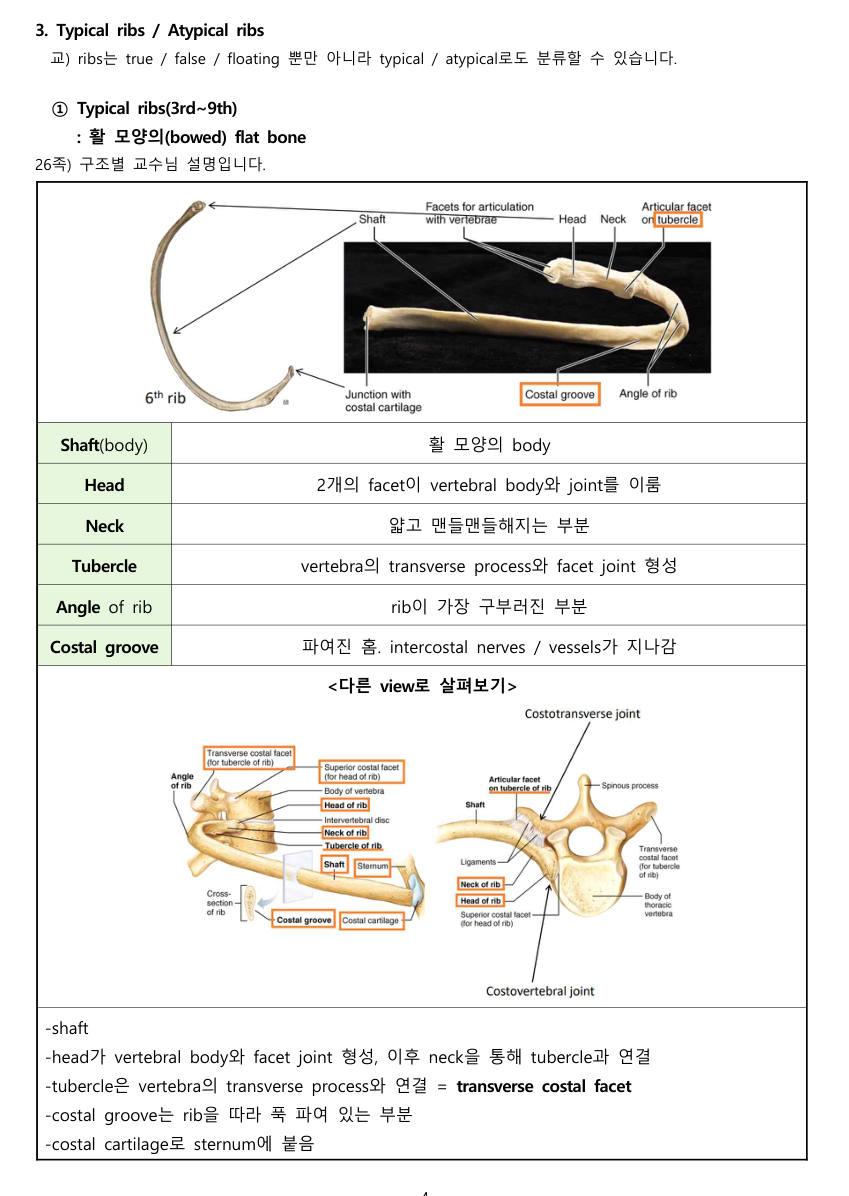 3. Typical ribs / Atypical ribs
교) ribs는 true / false / floating 뿐만 아니라 typical / atypical로도 분류할 수 있습니다.
① Typical ribs(3rd~9th)
: 활 모양의(bowed) flat bone
26족) 구조별 교수님 설명입니다.
Shaft
Facets for articulation
with vertebrae
Head
Neck
Articular facet
on tubercle
6th rib
Junction with
costal cartilage
Costal groove
Angle of rib
Shaft(body)
활 모양의 body
Head
2개의 facet이 vertebral body와 joint를 이룸
Neck
얇고 맨들맨들해지는 부분
Tubercle
vertebra의 transverse process와 facet joint 형성
Angle of rib
rib이 가장 구부러진 부분
Costal groove
파여진 홈. intercostal nerves / vessels가 지나감
<다른 view로 살펴보기>
Transverse costal facet
(for tubercle of rib)
Angle
of rib
Superior costal facet
(for head of rib)
Body of vertebra
Head of rib
Intervertebral disc
Neck of rib
Tubercle of rib
Shaft
Sternum
Cross-
section
of rib
Costal groove
Costal cartilage
Costotransverse joint
Articular facet
on tubercle of rib
Shaft
Spinous process
Ligaments
Transverse
costal facet
(for tubercle
of rib)
Neck of rib
Head of rib
Superior costal facet
(for head of rib)
Body of
thoracic
vertebra
Costovertebral joint
-shaft
-head가 vertebral body와 facet joint 형성, 이후 neck을 통해 tubercle과 연결
-tubercle은 vertebra의 transverse process와 연결 = transverse costal facet
-costal groove는 rib을 따라 푹 파여 있는 부분
-costal cartilage로 sternum에 붙음